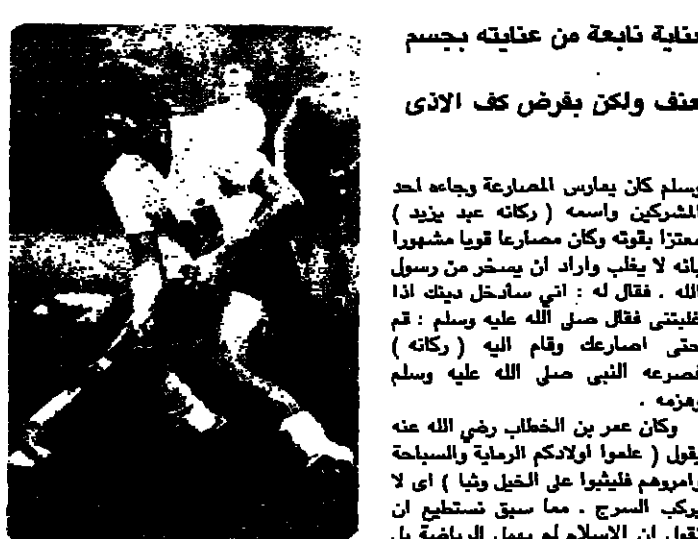 عناية نابعة من عنايته بجسم
عنف ولكن بفرض كف الاذى
وسلم كان يمارس المصارعة وجاءه احد
المشركين واسمه ( ركانه عبد يزيد )
معتزا بقوته وكان مصارعا قويا مشهورا
بانه لا يغلب واراد ان يسخر من رسول
الله . فقال له : اني سأدخل دينك اذا
غلبتنى فقال صلى الله عليه وسلم : قم
حتى اصارعك وقام اليه ( ركانه )
فصرعه النبى صلى الله عليه وسلم
وهزمه .
وكان عمر بن الخطاب رضي الله عنه
يقول ( علموا اولادكم الرماية والسباحة
وامروهم فليثبوا على الخيل وثبا ) اى لا
يركب السرج . مما سبق نستطيع ان
نقول ان الاسلام لم يهمل الرياضية بل